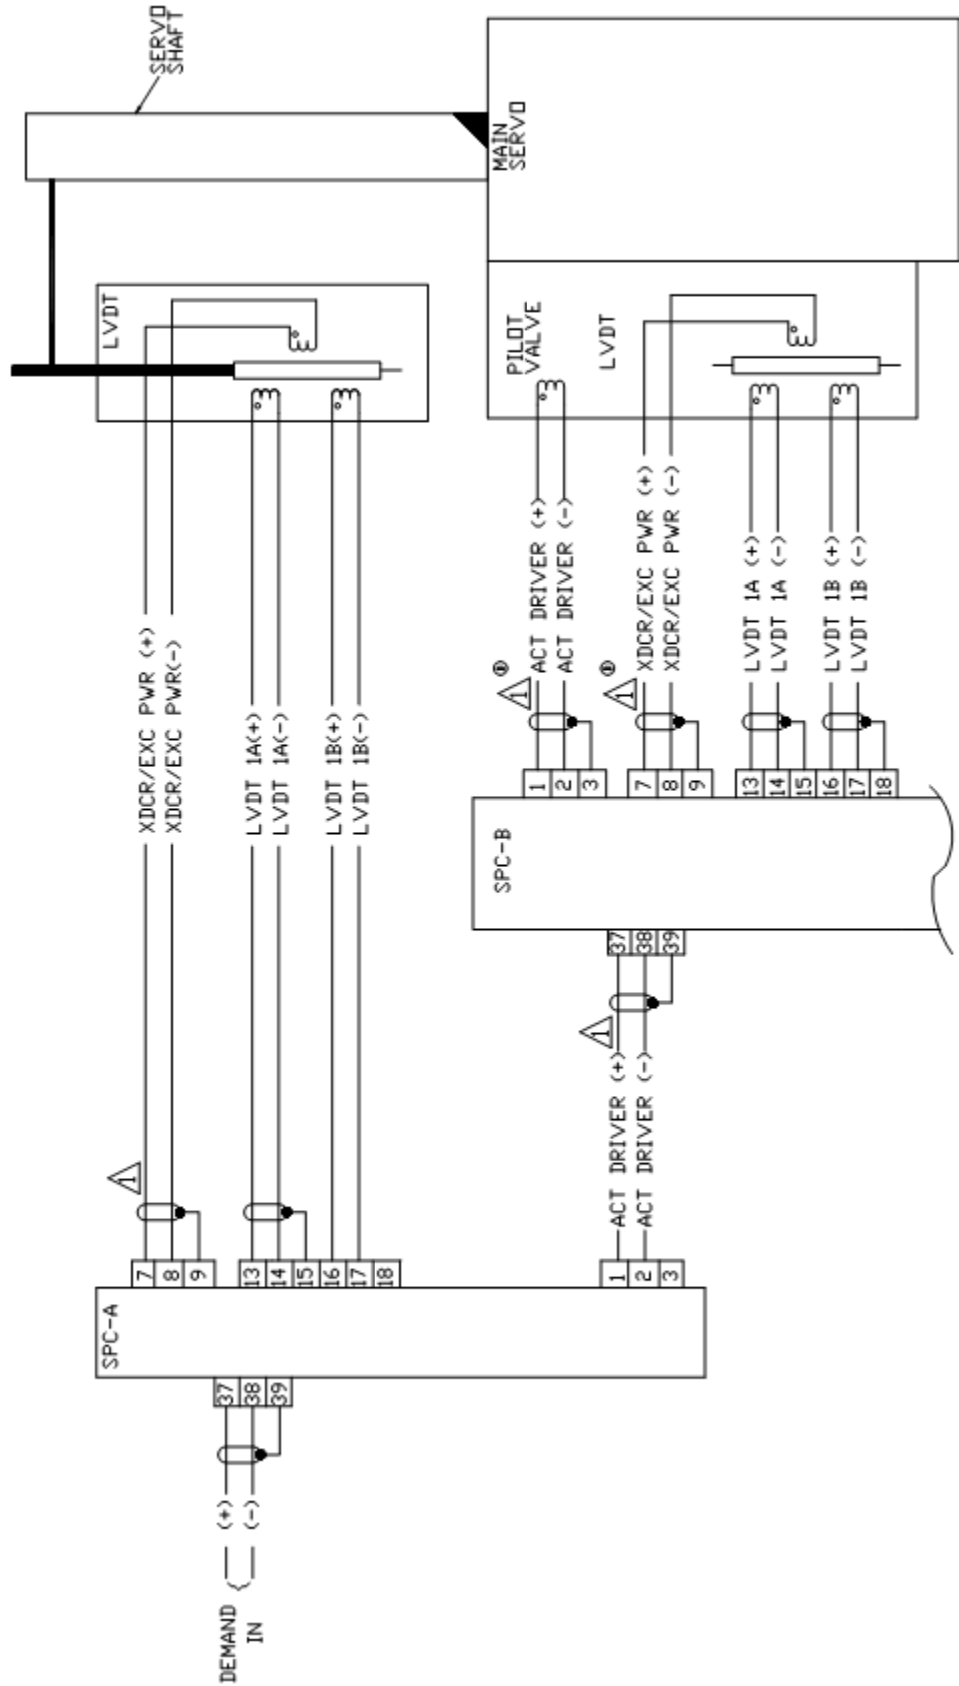 SERVO
SHAFT
MAIN
SERVO
LVDT
PILOT
VALVE
LVDT
XDCR/EXC PWR (+)
XDCR/EXC PWR(-)
LVDT 1A(+)
LVDT 1A(-)
LVDT 1B(+)
LVDT 1B(-)
ACT DRIVER (+)
ACT DRIVER (-)
XDCR/EXC PWR (+)
XDCR/EXC PWR (-)
LVDT 1A (+)
LVDT 1A (-)
LVDT 1B (+)
LVDT 1B (-)
1
1
1
2
3
7
8
9
13
14
15
16
17
18
SPC-B
37
38
39
1
ACT DRIVER (+)
ACT DRIVER (-)
1
7
8
9
13
14
15
16
17
18
1
2
3
SPC-A
37
38
39
(+)
(-)
DEMAND
IN